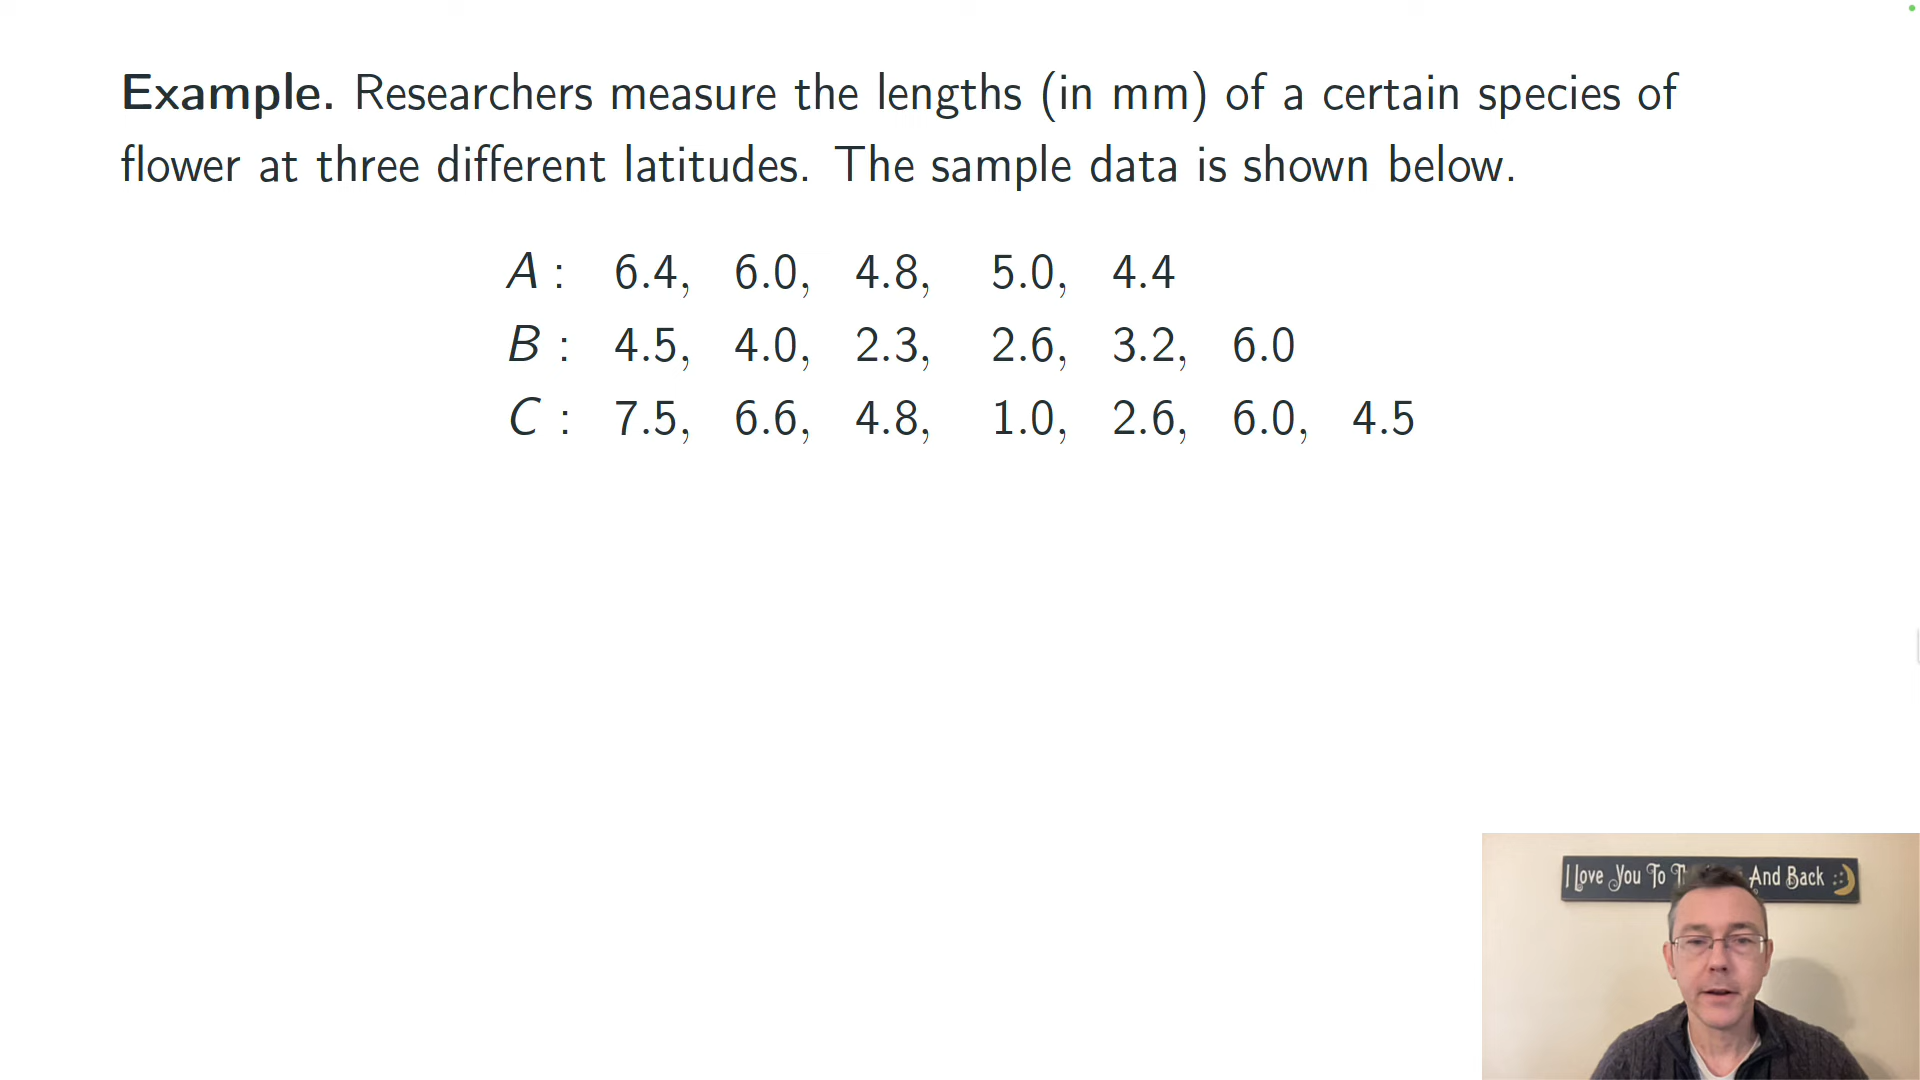 Example. Researchers measure the lengths (in mm) of a certain species of
flower at three different latitudes. The sample data is shown below.
A : 6.4, 6.0, 4.8, 5.0, 4.4
B : 4.5, 4.0, 2.3, 2.6, 3.2, 6.0
C : 7.5, 6.6, 4.8, 1.0, 2.6, 6.0, 4.5
I Love You To And Back